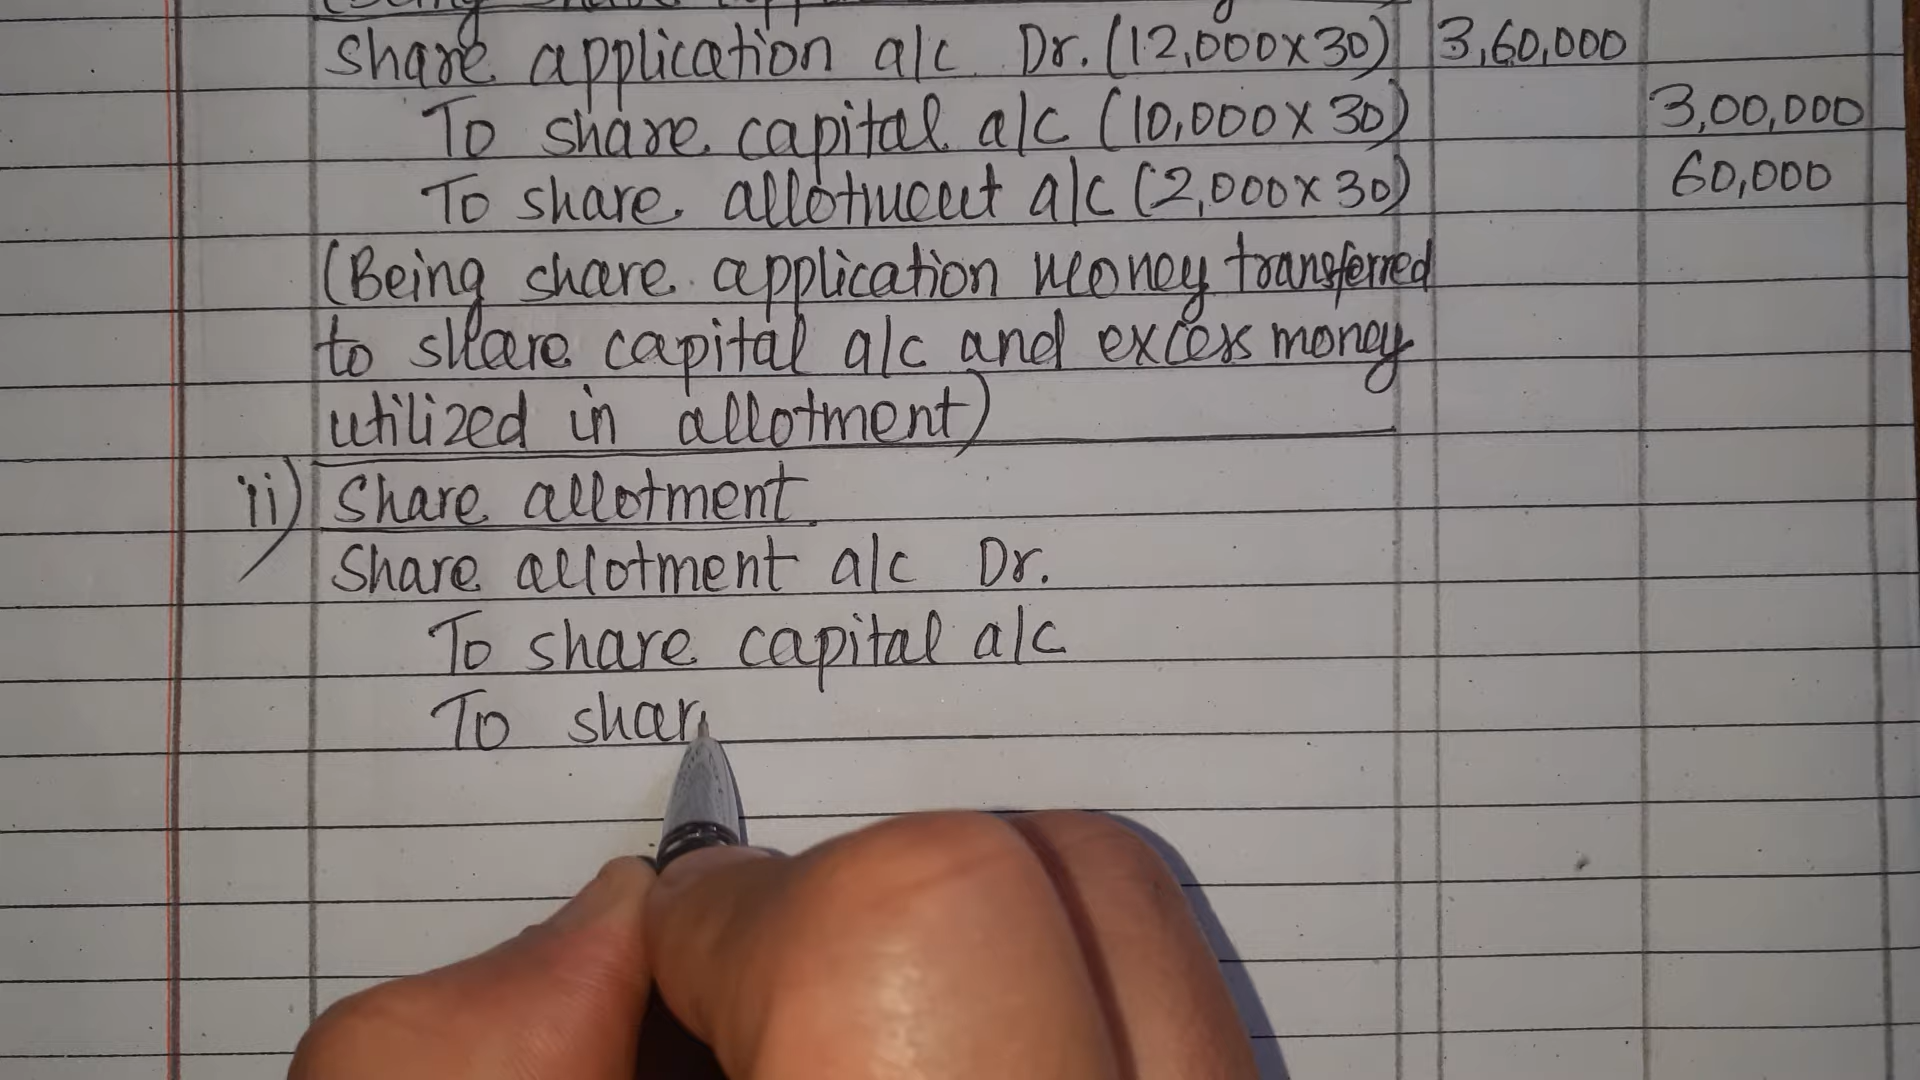 Share application a/c Dr. (12,000x30) 3,60,000
To share capital a/c (10,000x30) 3,00,000
To share allotment a/c (2,000x30) 60,000
(Being share application money transferred
to share capital a/c and excess money
utilized in allotment)
ii) Share allotment
Share allotment a/c Dr.
To share capital a/c
To shar